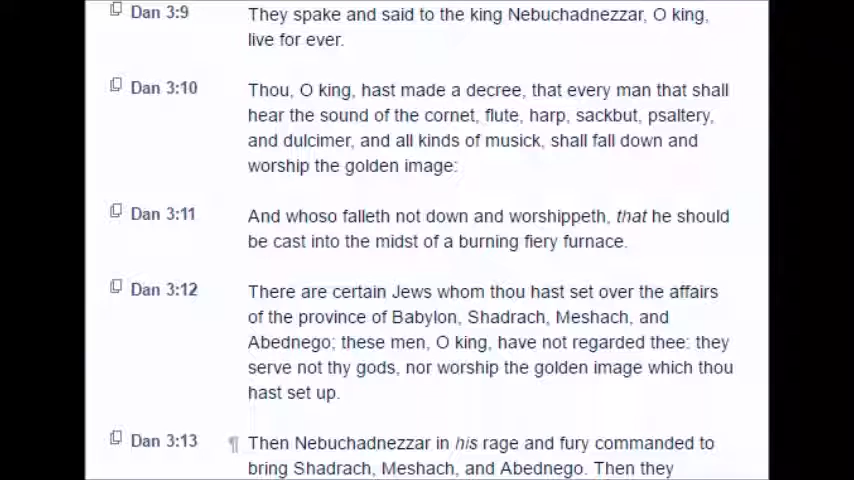 Dan 3:9 They spake and said to the king Nebuchadnezzar, O king,
live for ever.
Dan 3:10 Thou, O king, hast made a decree, that every man that shall
hear the sound of the cornet, flute, harp, sackbut, psaltery,
and dulcimer, and all kinds of musick, shall fall down and
worship the golden image:
Dan 3:11 And whoso falleth not down and worshippeth, that he should
be cast into the midst of a burning fiery furnace.
Dan 3:12 There are certain Jews whom thou hast set over the affairs
of the province of Babylon, Shadrach, Meshach, and
Abednego; these men, O king, have not regarded thee: they
serve not thy gods, nor worship the golden image which thou
hast set up.
Dan 3:13 ¶ Then Nebuchadnezzar in his rage and fury commanded to
bring Shadrach, Meshach, and Abednego. Then they